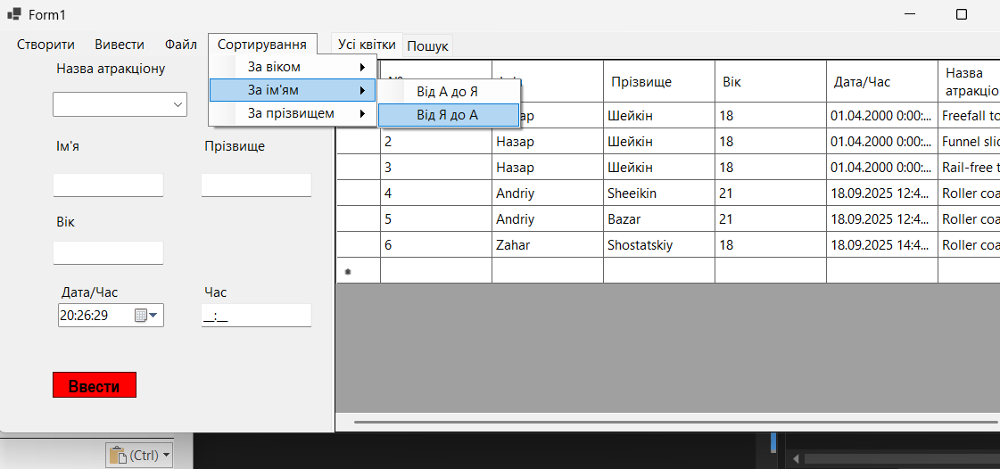 Form1
Створити Вивести Файл Сортирування Усі квітки Пошук
Назва атракціону
За віком
За ім'ям
За прізвищем
Від А до Я
Від Я до А
Ім'я
Прізвище
Вік
Дата/Час
Час
20:26:29
__:__
Ввести
Прізвище Вік Дата/Час Назва атракціо
Шейкін 18 01.04.2000 0:00:... Freefall to
2 Назар Шейкін 18 01.04.2000 0:00:... Funnel slid
3 Назар Шейкін 18 01.04.2000 0:00:... Rail-free t
4 Andriy Sheeikin 21 18.09.2025 12:4... Roller coa
5 Andriy Bazar 21 18.09.2025 12:4... Roller coa
6 Zahar Shostatskiy 18 18.09.2025 14:4... Roller coa
(Ctrl)